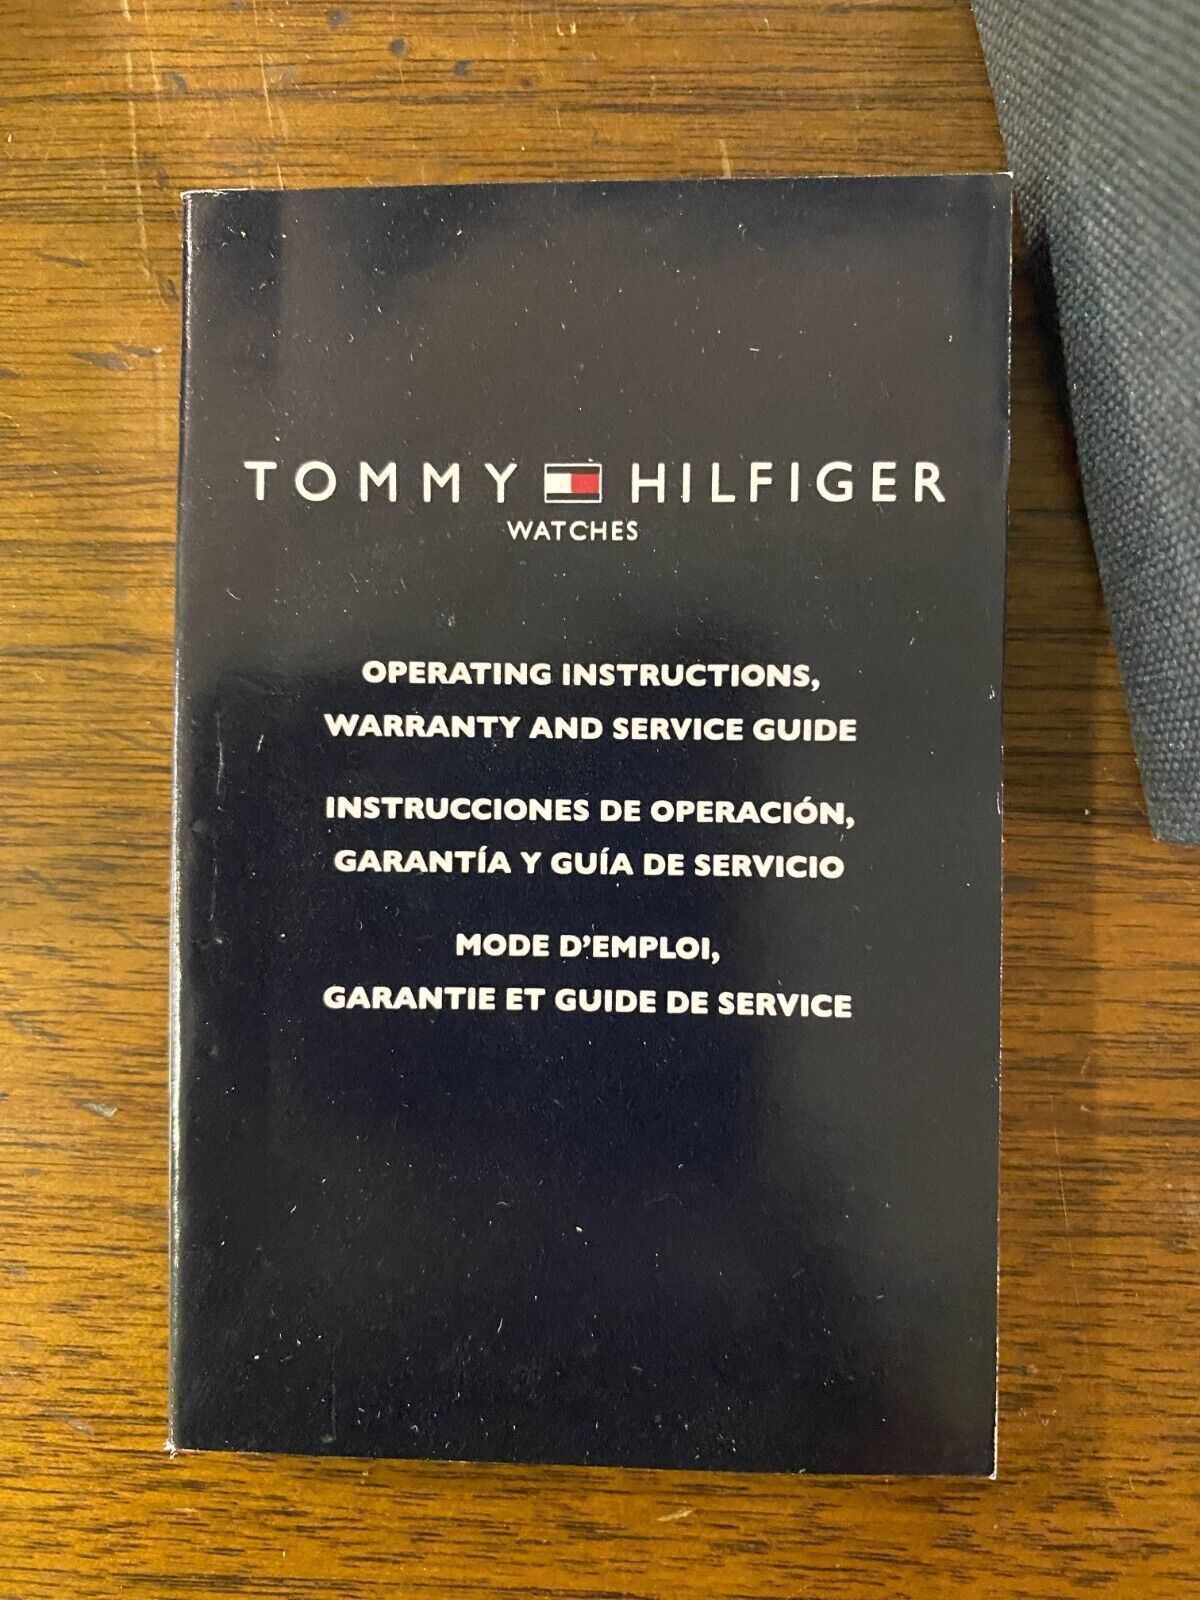 TOMMY HILFIGER
WATCHES
OPERATING INSTRUCTIONS,
WARRANTY AND SERVICE GUIDE
INSTRUCCIONES DE OPERACIÓN,
GARANTÍA Y GUÍA DE SERVICIO
MODE D'EMPLOI,
GARANTIE ET GUIDE DE SERVICE